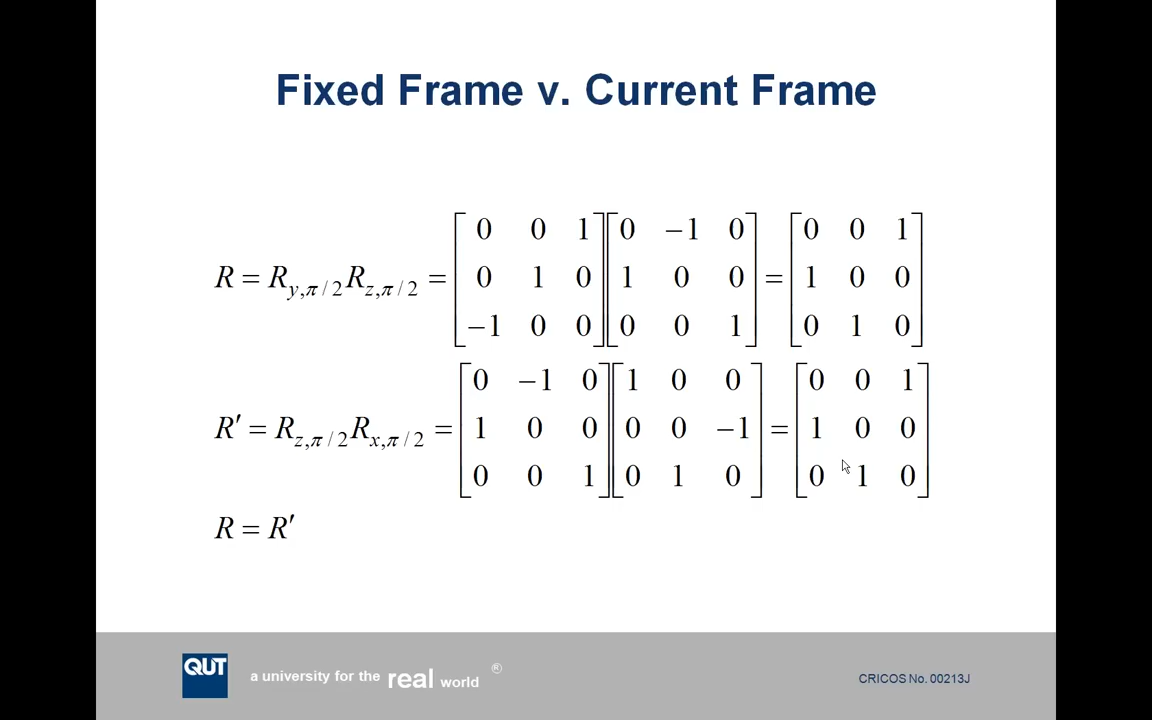 Fixed Frame v. Current Frame
R = R_{y,π/2} R_{z,π/2} = [0 0 1; 0 1 0; −1 0 0] [0 −1 0; 1 0 0; 0 0 1] = [0 0 1; 1 0 0; 0 1 0]
R′ = R_{z,π/2} R_{x,π/2} = [0 −1 0; 1 0 0; 0 0 1] [1 0 0; 0 0 −1; 0 1 0] = [0 0 1; 1 0 0; 0 1 0]
R = R′
QUT a university for the real world ®
CRICOS No. 00213J